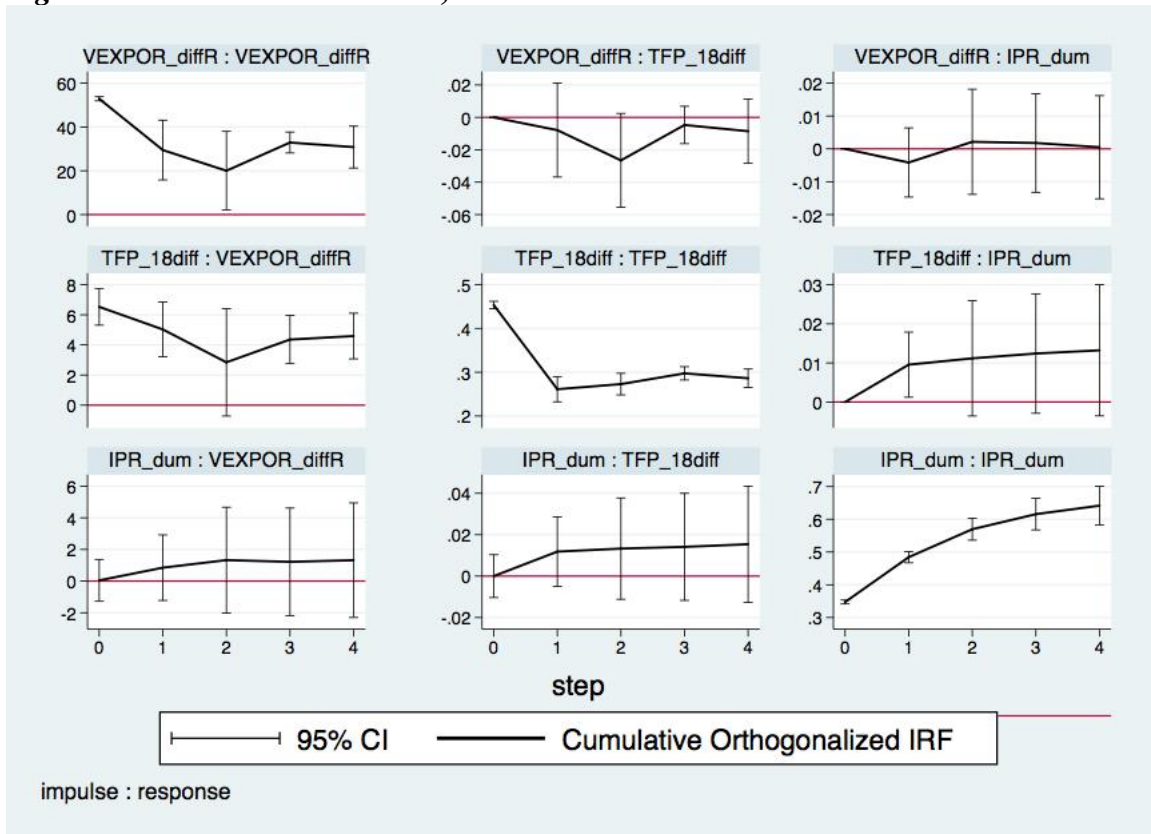 VEXPOR_diffR : VEXPOR_diffR
VEXPOR_diffR : TFP_18diff
VEXPOR_diffR : IPR_dum
60
40
20
0
.02
0
-.02
-.04
-.06
.02
.01
0
-.01
-.02
TFP_18diff : VEXPOR_diffR
TFP_18diff : TFP_18diff
TFP_18diff : IPR_dum
8
6
4
2
0
.5
.4
.3
.2
.03
.02
.01
0
IPR_dum : VEXPOR_diffR
IPR_dum : TFP_18diff
IPR_dum : IPR_dum
6
4
2
0
-2
.04
.02
0
-.02
.7
.6
.5
.4
.3
0 1 2 3 4
0 1 2 3 4
0 1 2 3 4
step
95% CI
Cumulative Orthogonalized IRF
impulse : response